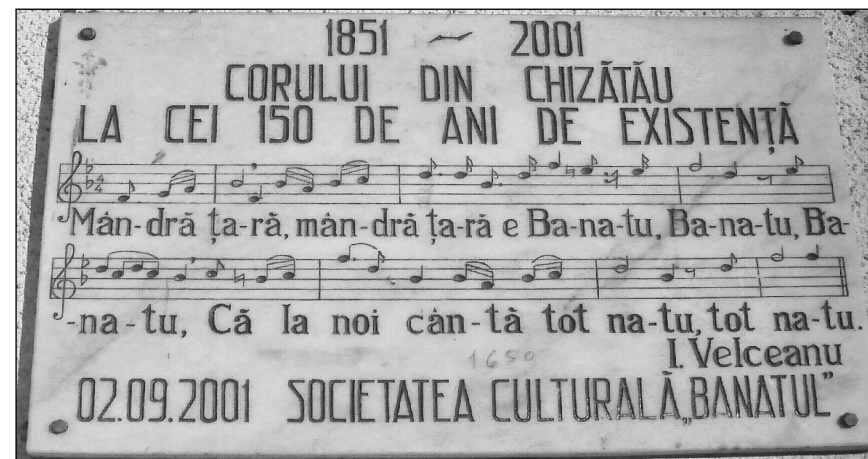 1851 ~ 2001
CORULUI DIN CHIZĂTĂU
LA CEI 150 DE ANI DE EXISTENȚĂ
Mân-dră ța-ră, mân-dră ța-ră e Ba-na-tu, Ba-na-tu, Ba-
-na-tu, Că la noi cân-tă tot na-tu, tot na-tu.
I. Velceanu
1650
02.09.2001 SOCIETATEA CULTURALĂ „BANATUL”